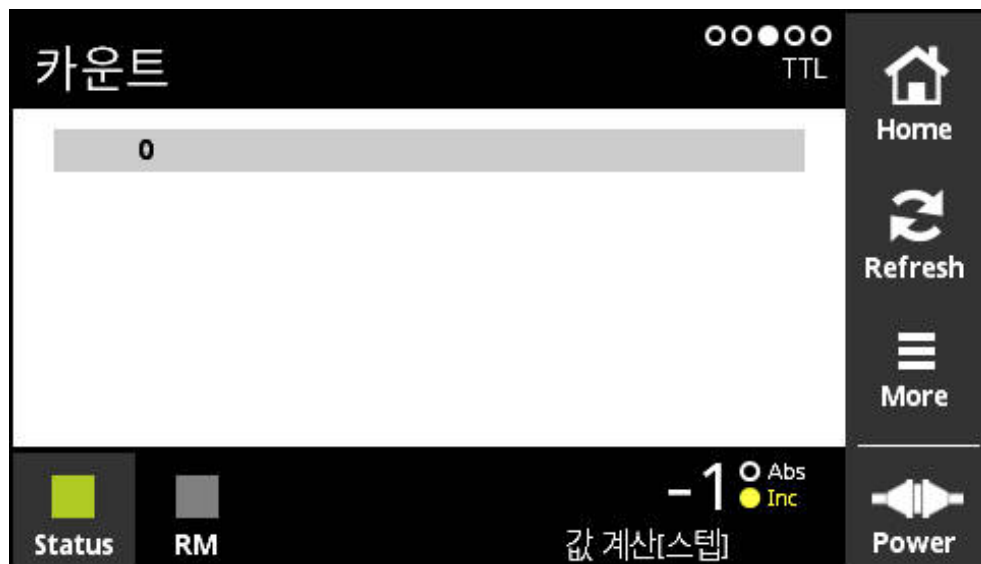 카운트
TTL
0
Home
Refresh
More
Status
RM
-1
Abs
Inc
값 계산[스텝]
Power